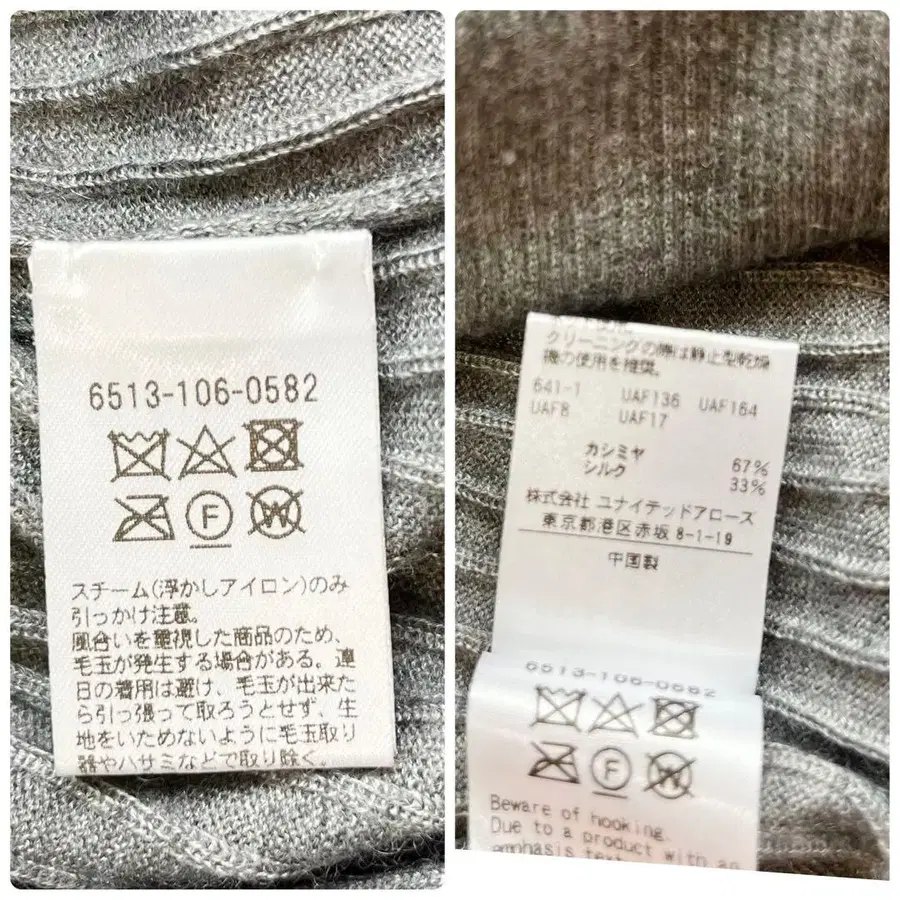 6513-106-0582
F W
スチーム(浮かしアイロン)のみ
引っかけ注意。
風合いを重視した商品のため、
毛玉が発生する場合がある。連
日の着用は避け、毛玉が出来た
ら引っ張って取ろうとせず、生
地をいためないように毛玉取り
器やハサミなどで取り除く。
クリーニングの際は静止型乾燥
機の使用を推奨。
641-1 UAF136 UAF164
UAF8 UAF17
カシミヤ 67%
シルク 33%
株式会社 ユナイテッドアローズ
東京都港区赤坂 8-1-19
中国製
6513-106-0582
F W
Beware of hooking.
Due to a product with an
emphasis text